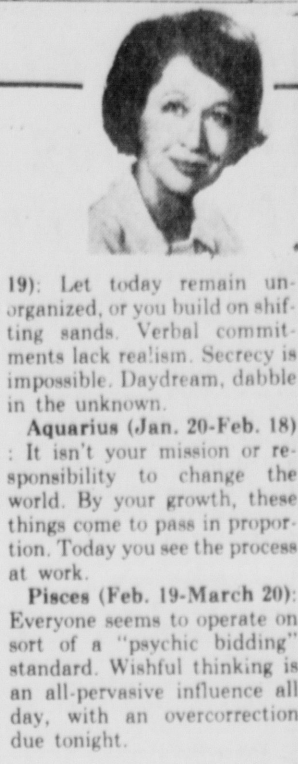 19): Let today remain un-
organized, or you build on shif-
ting sands. Verbal commit-
ments lack realism. Secrecy is
impossible. Daydream, dabble
in the unknown.
Aquarius (Jan. 20-Feb. 18)
: It isn't your mission or re-
sponsibility to change the
world. By your growth, these
things come to pass in propor-
tion. Today you see the process
at work.
Pisces (Feb. 19-March 20):
Everyone seems to operate on
sort of a "psychic bidding"
standard. Wishful thinking is
an all-pervasive influence all
day, with an overcorrection
due tonight.